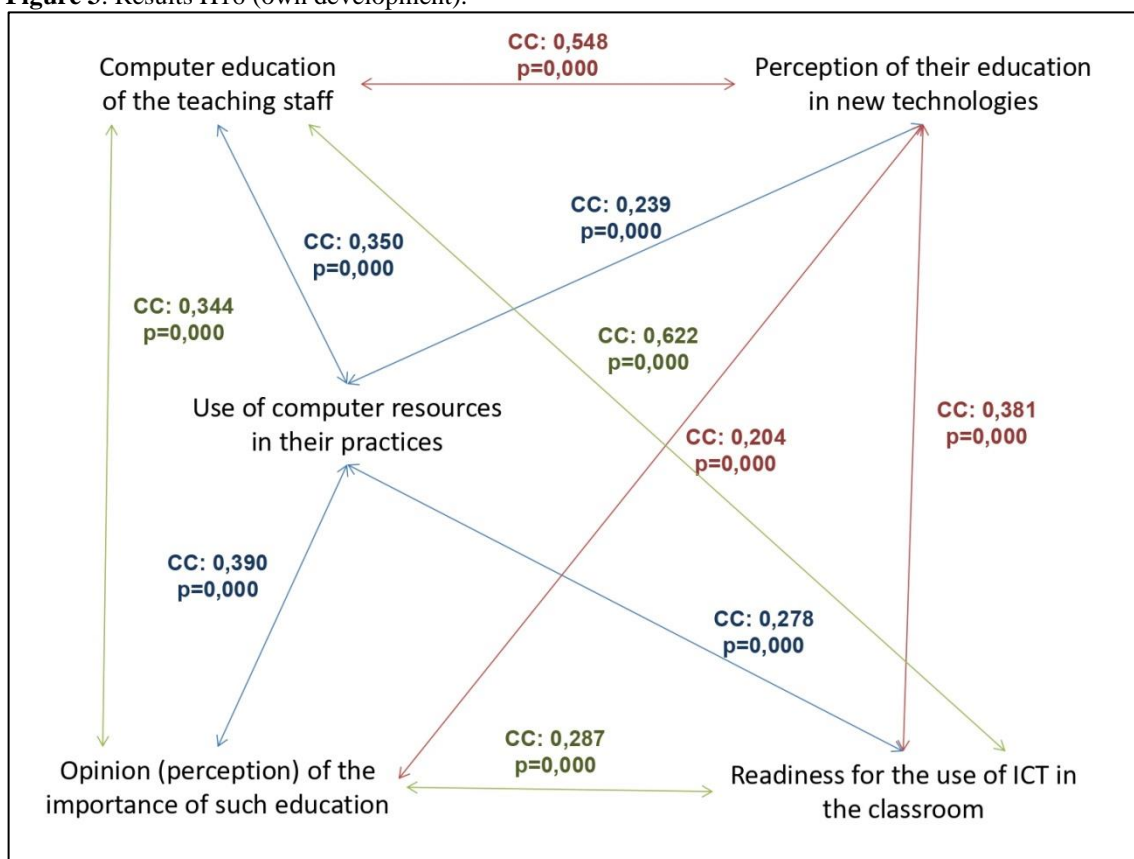 Figure 3. Results H18 (own development).
CC: 0,548
p=0,000
Computer education
of the teaching staff
Perception of their education
in new technologies
CC: 0,239
p=0,000
CC: 0,350
p=0,000
CC: 0,344
p=0,000
CC: 0,622
p=0,000
Use of computer resources
in their practices
CC: 0,381
p=0,000
CC: 0,204
p=0,000
CC: 0,390
p=0,000
CC: 0,278
p=0,000
CC: 0,287
p=0,000
Opinion (perception) of the
importance of such education
Readiness for the use of ICT in
the classroom